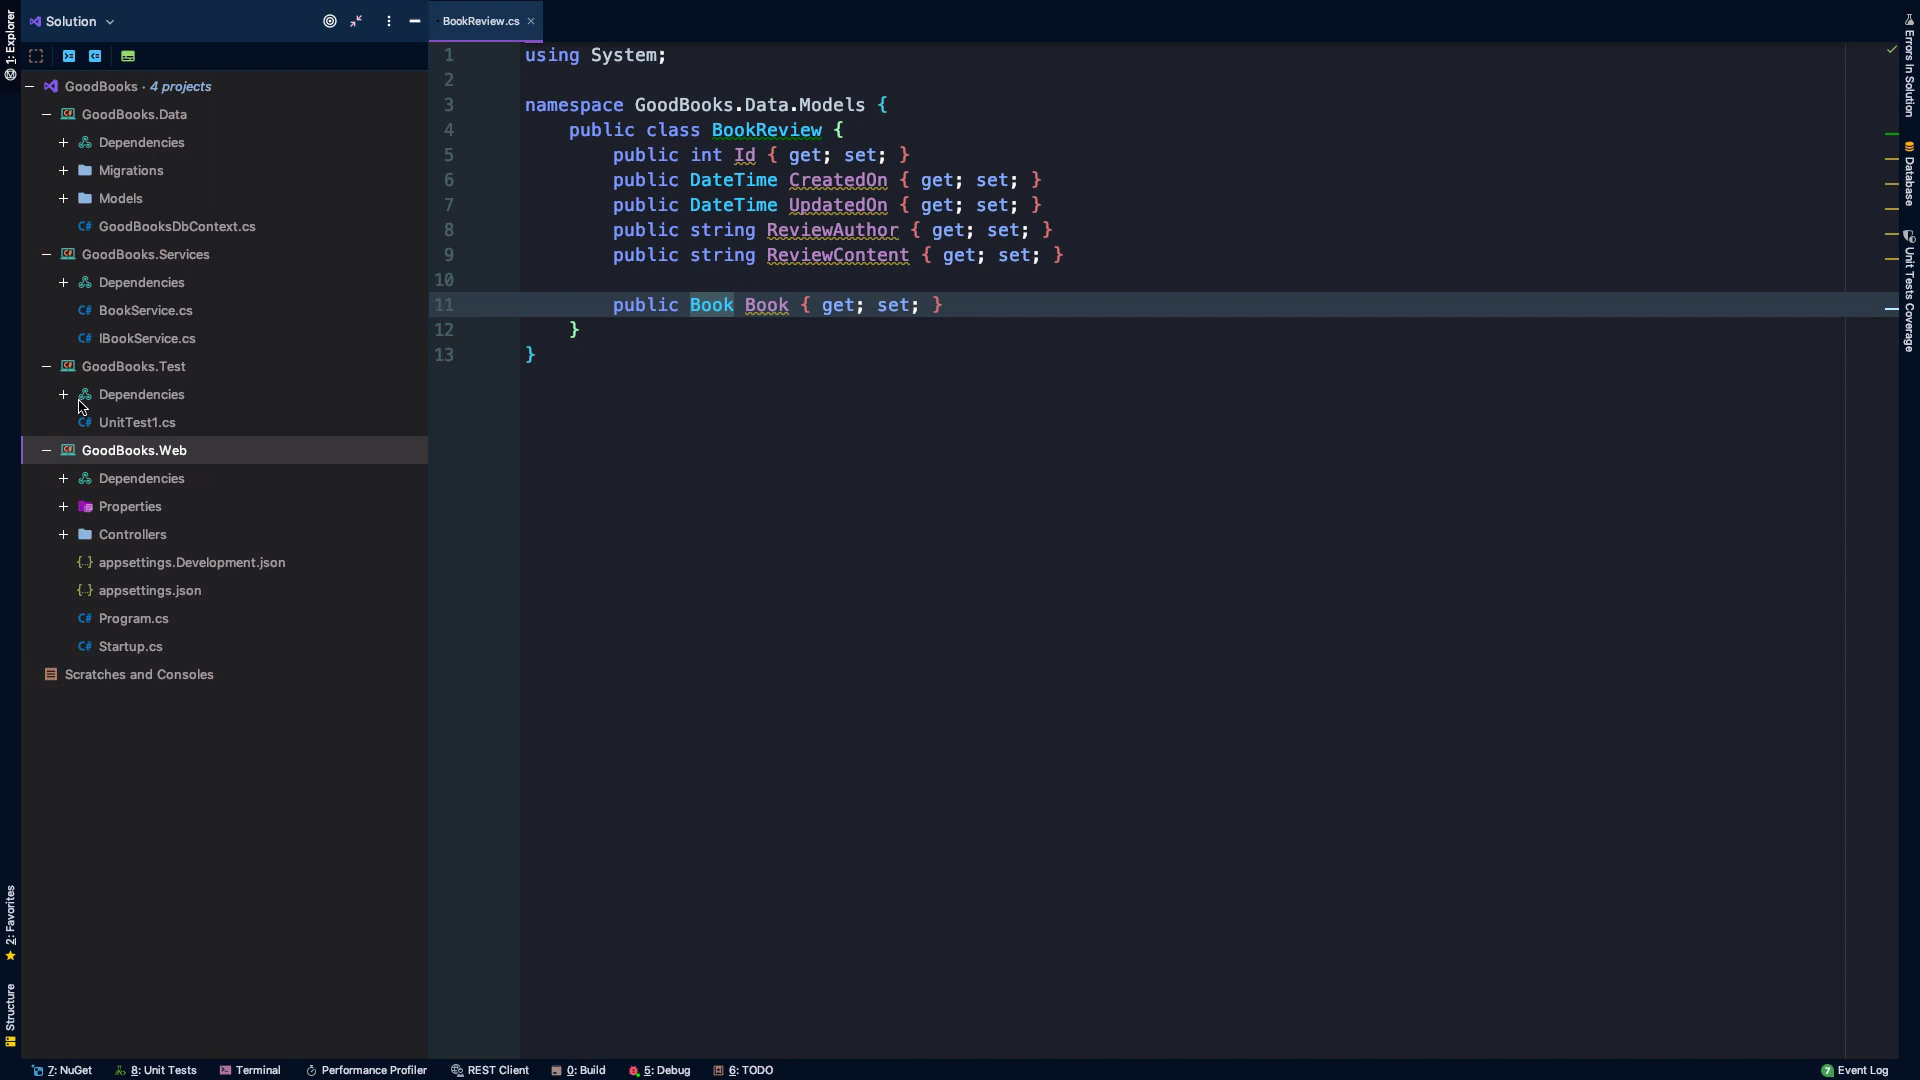 1: Explorer
Solution
GoodBooks · 4 projects
GoodBooks.Data
Dependencies
Migrations
Models
GoodBooksDbContext.cs
GoodBooks.Services
Dependencies
BookService.cs
IBookService.cs
GoodBooks.Test
Dependencies
UnitTest1.cs
GoodBooks.Web
Dependencies
Properties
Controllers
appsettings.Development.json
appsettings.json
Program.cs
Startup.cs
Scratches and Consoles
2: Favorites
Structure
BookReview.cs
1 using System;
2
3 namespace GoodBooks.Data.Models {
4 public class BookReview {
5 public int Id { get; set; }
6 public DateTime CreatedOn { get; set; }
7 public DateTime UpdatedOn { get; set; }
8 public string ReviewAuthor { get; set; }
9 public string ReviewContent { get; set; }
10
11 public Book Book { get; set; }
12 }
13 }
Errors In Solution
Database
Unit Tests Coverage
7: NuGet 8: Unit Tests Terminal Performance Profiler REST Client 0: Build 5: Debug 6: TODO 7 Event Log